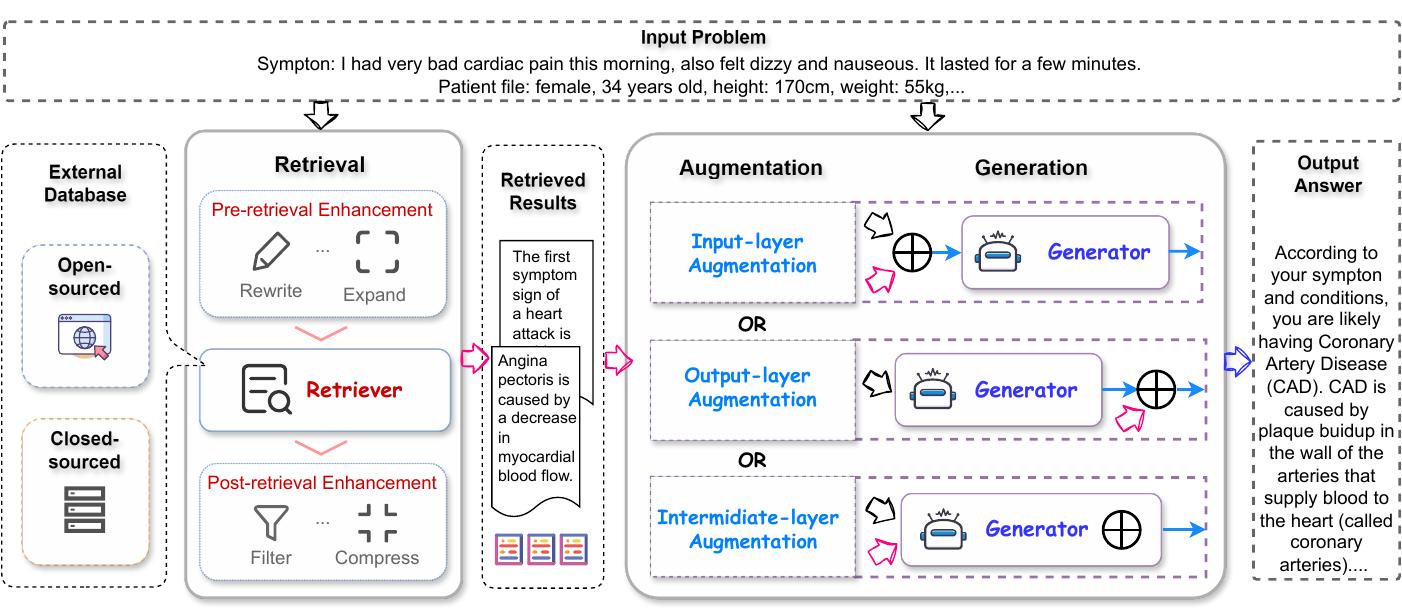 Input Problem
Sympton: I had very bad cardiac pain this morning, also felt dizzy and nauseous. It lasted for a few minutes.
Patient file: female, 34 years old, height: 170cm, weight: 55kg,...
External
Database
Open-
sourced
Closed-
sourced
Retrieval
Pre-retrieval Enhancement
...
Rewrite
Expand
Retriever
Post-retrieval Enhancement
...
Filter
Compress
Retrieved
Results
The first
symptom
sign of
a heart
attack is
Angina
pectoris is
caused by
a decrease
in
myocardial
blood flow.
Augmentation
Generation
Input-layer
Augmentation
Generator
OR
Output-layer
Augmentation
Generator
OR
Intermidiate-layer
Augmentation
Generator
Output
Answer
According to
your sympton
and conditions,
you are likely
having Coronary
Artery Disease
(CAD). CAD is
caused by
plaque buidup in
the wall of the
arteries that
supply blood to
the heart (called
coronary
arteries)....